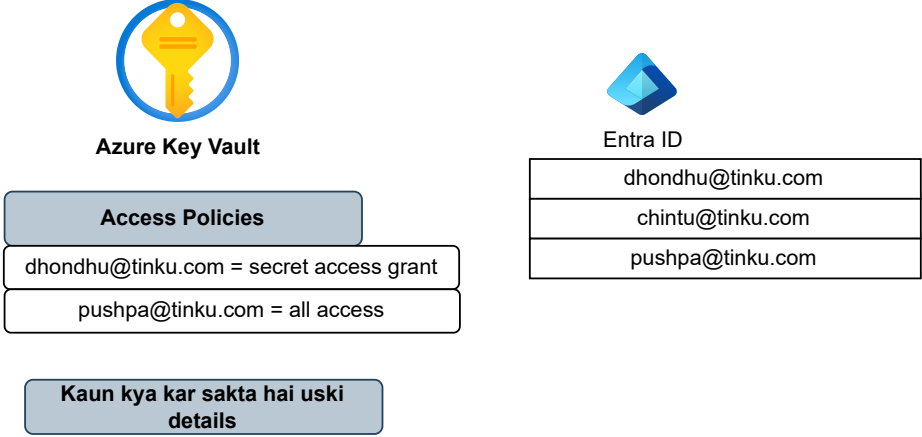 Azure Key Vault
Access Policies
dhondhu@tinku.com = secret access grant
pushpa@tinku.com = all access
Kaun kya kar sakta hai uski
details
Entra ID
dhondhu@tinku.com
chintu@tinku.com
pushpa@tinku.com